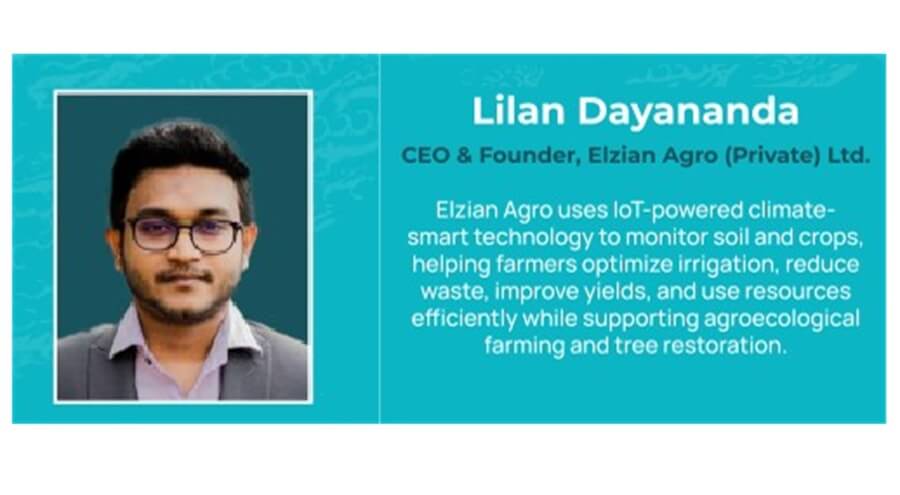 Lilan Dayananda
CEO & Founder, Elzian Agro (Private) Ltd.
Elzian Agro uses IoT-powered climate-
smart technology to monitor soil and crops,
helping farmers optimize irrigation, reduce
waste, improve yields, and use resources
efficiently while supporting agroecological
farming and tree restoration.